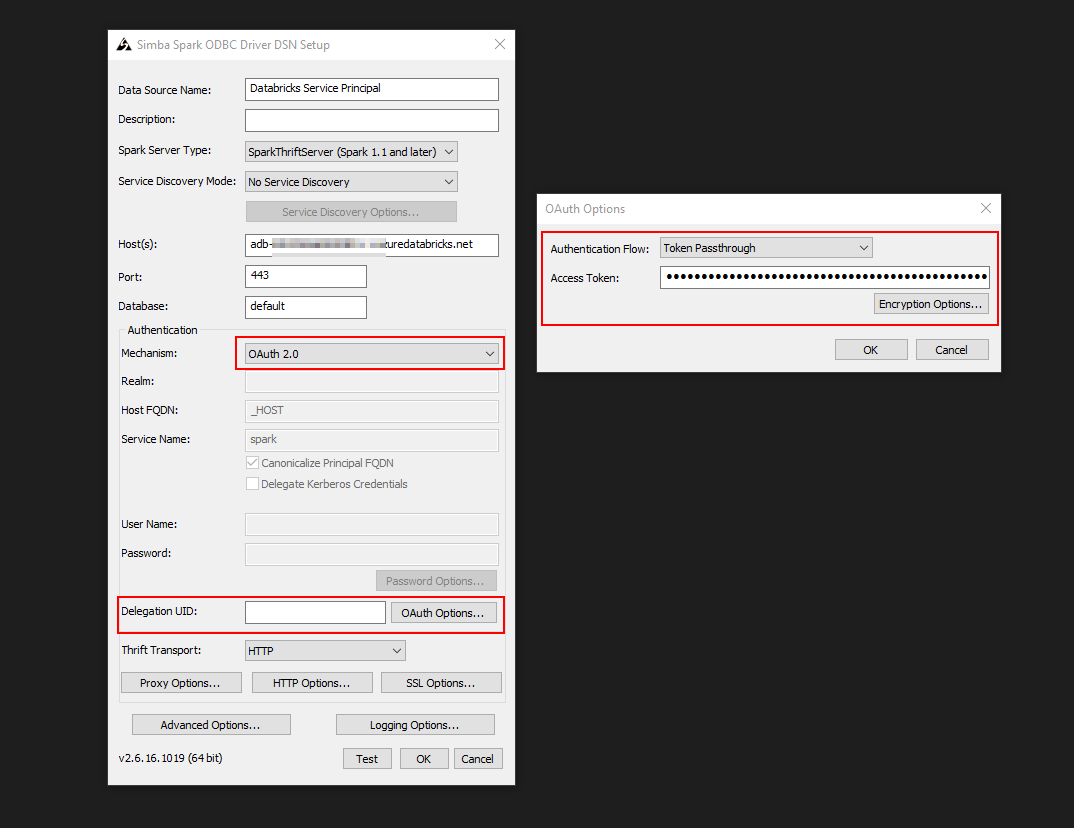 Simba Spark ODBC Driver DSN Setup
Data Source Name: Databricks Service Principal
Description:
Spark Server Type: SparkThriftServer (Spark 1.1 and later)
Service Discovery Mode: No Service Discovery
Service Discovery Options...
Host(s): adb- uredatabricks.net
Port: 443
Database: default
Authentication
Mechanism: OAuth 2.0
Realm:
Host FQDN: _HOST
Service Name: spark
Canonicalize Principal FQDN
Delegate Kerberos Credentials
User Name:
Password:
Password Options...
Delegation UID: OAuth Options...
Thrift Transport: HTTP
Proxy Options... HTTP Options... SSL Options...
Advanced Options... Logging Options...
v2.6.16.1019 (64 bit) Test OK Cancel
OAuth Options
Authentication Flow: Token Passthrough
Access Token:
Encryption Options...
OK Cancel